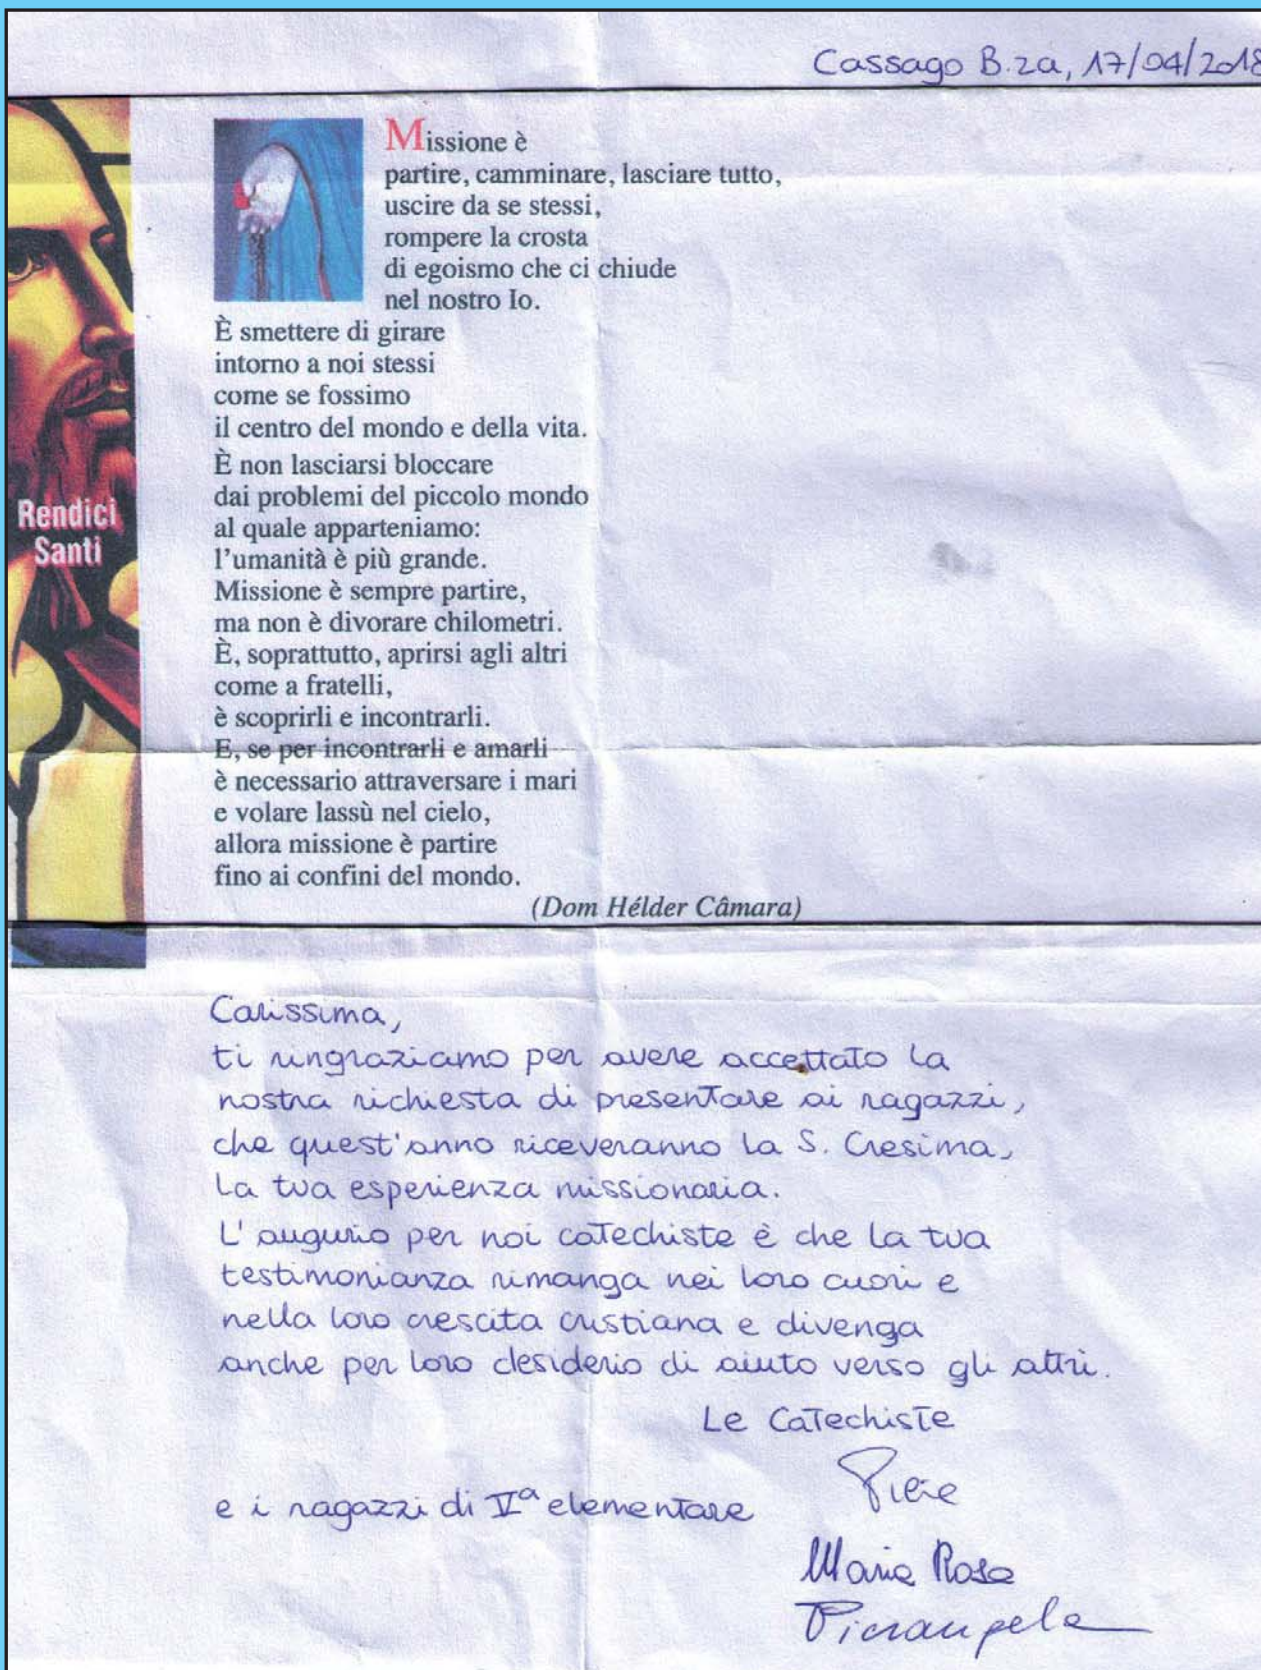 Cassago B.za, 17/04/2018
Missione è
partire, camminare, lasciare tutto,
uscire da se stessi,
rompere la crosta
di egoismo che ci chiude
nel nostro Io.
È smettere di girare
intorno a noi stessi
come se fossimo
il centro del mondo e della vita.
È non lasciarsi bloccare
dai problemi del piccolo mondo
al quale apparteniamo:
l'umanità è più grande.
Missione è sempre partire,
ma non è divorare chilometri.
È, soprattutto, aprirsi agli altri
come a fratelli,
è scoprirli e incontrarli.
E, se per incontrarli e amarli
è necessario attraversare i mari
e volare lassù nel cielo,
allora missione è partire
fino ai confini del mondo.
(Dom Hélder Câmara)
Rendici
Santi
Carissima,
ti ringraziamo per avere accettato la
nostra richiesta di presentare ai ragazzi,
che quest'anno riceveranno la S. Cresima,
la tua esperienza missionaria.
L'augurio per noi catechiste è che la tua
testimonianza rimanga nei loro cuori e
nella loro crescita cristiana e divenga
anche per loro desiderio di aiuto verso gli altri.
Le Catechiste
e i ragazzi di Vª elementare
Maria Rosa
Pierangela